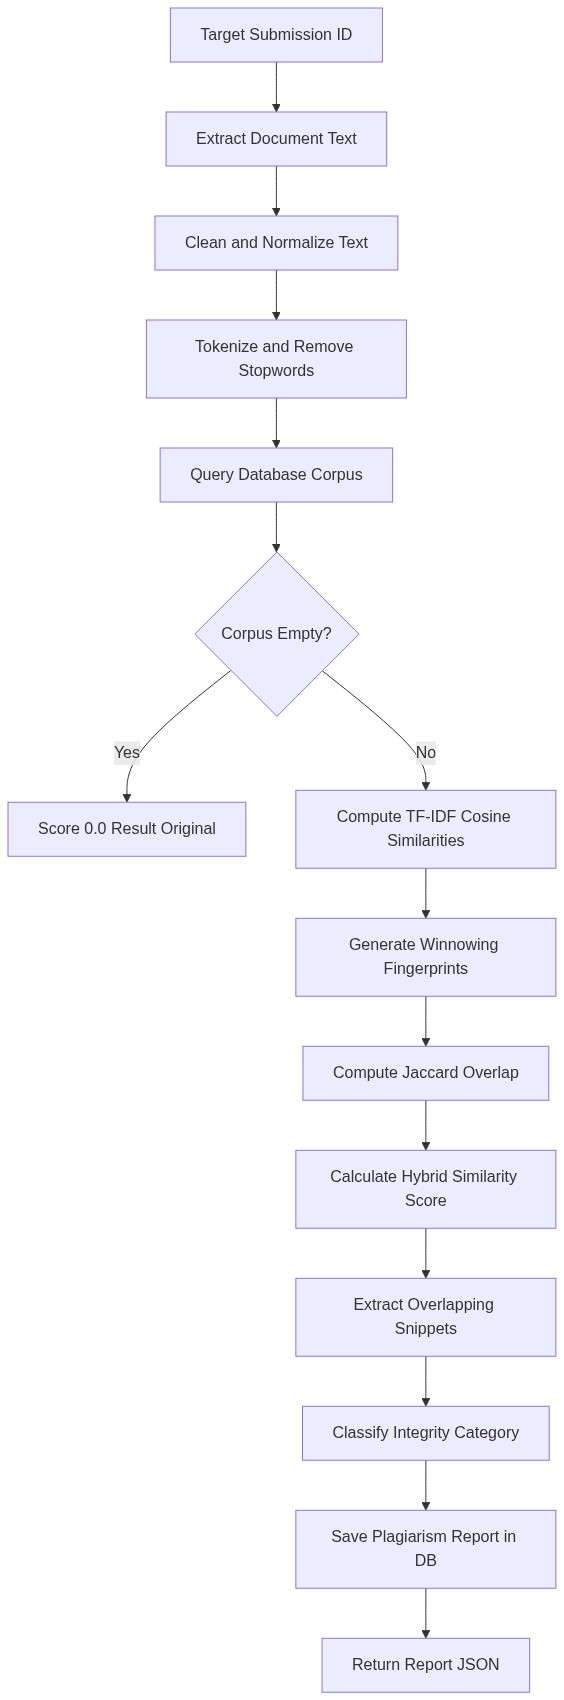 Target Submission ID
Extract Document Text
Clean and Normalize Text
Tokenize and Remove
Stopwords
Query Database Corpus
Corpus Empty?
Yes
No
Score 0.0 Result Original
Compute TF-IDF Cosine
Similarities
Generate Winnowing
Fingerprints
Compute Jaccard Overlap
Calculate Hybrid Similarity
Score
Extract Overlapping
Snippets
Classify Integrity Category
Save Plagiarism Report in
DB
Return Report JSON